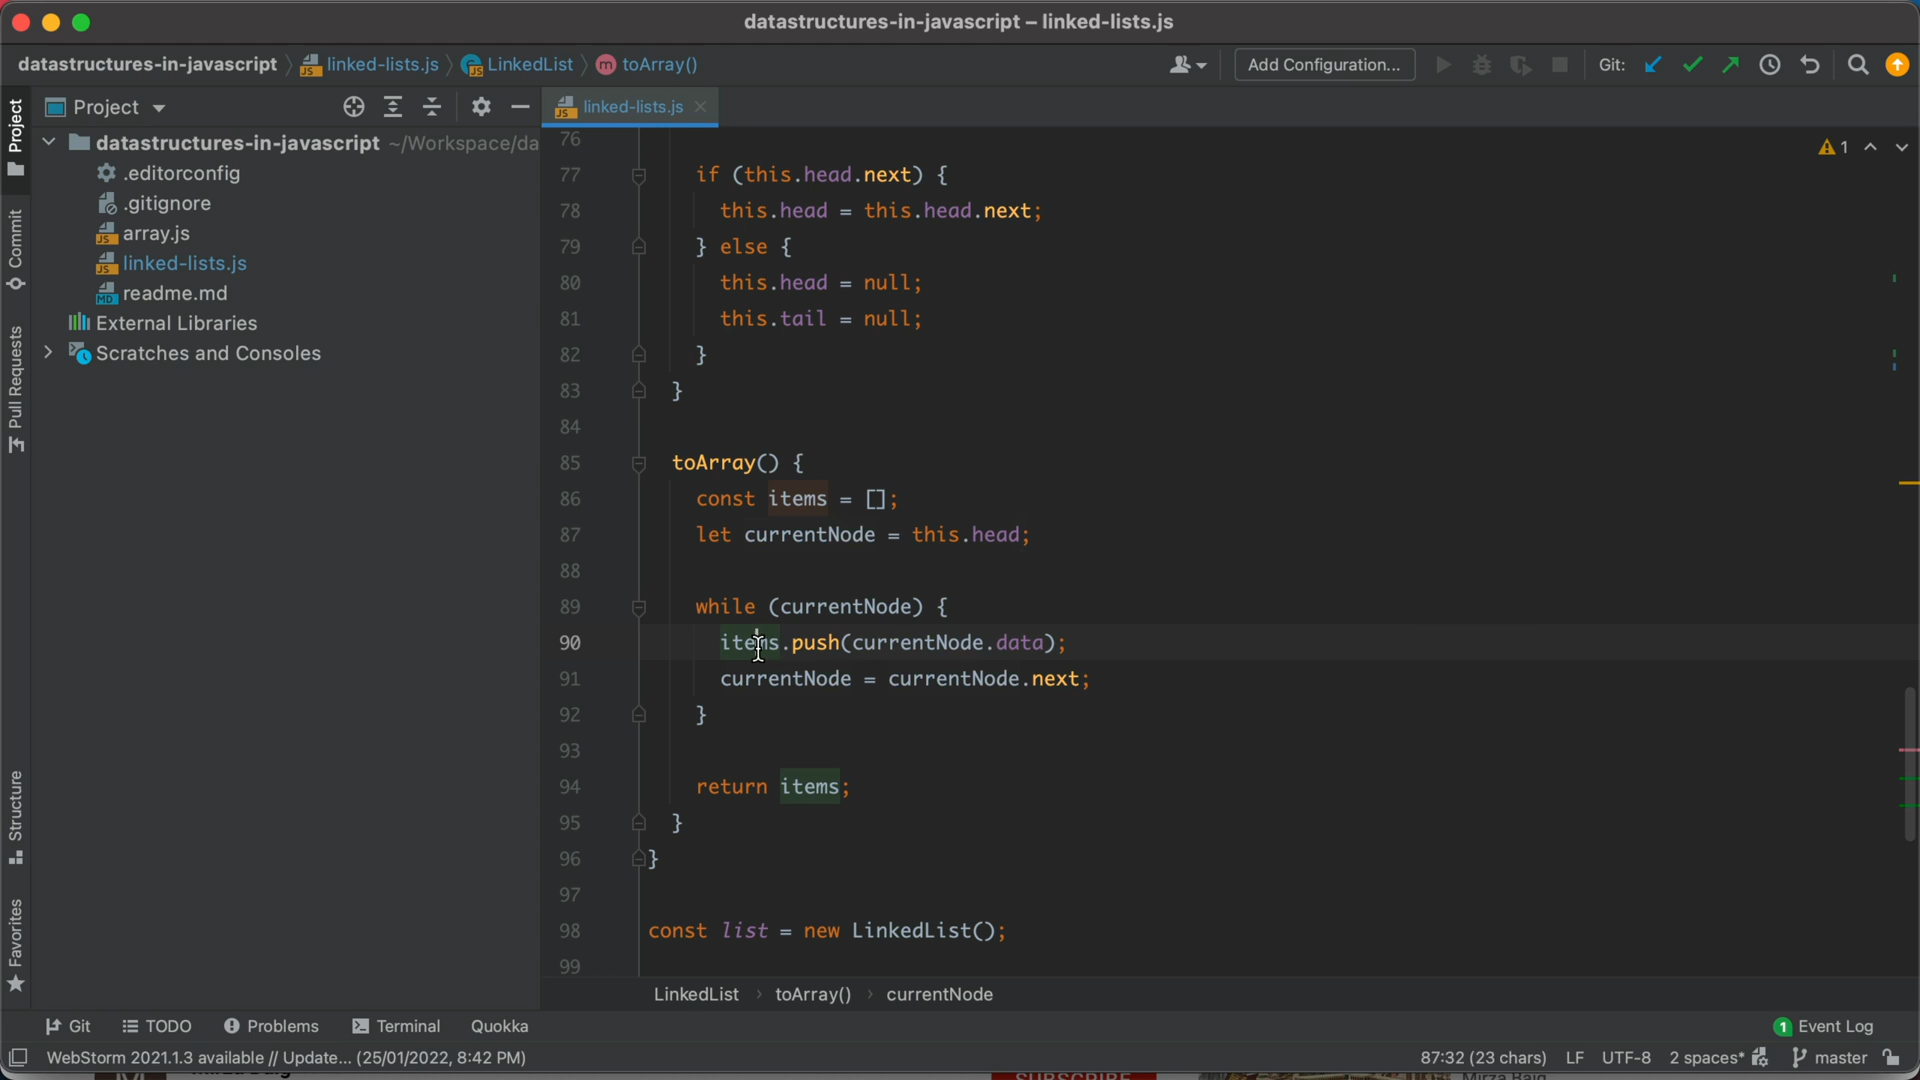 datastructures-in-javascript – linked-lists.js
datastructures-in-javascript linked-lists.js LinkedList m toArray() Add Configuration... Git:
Project linked-lists.js
Project
Commit
Pull Requests
Structure
Favorites
datastructures-in-javascript ~/Workspace/da
.editorconfig
.gitignore
JS array.js
JS linked-lists.js
MD readme.md
External Libraries
Scratches and Consoles
1
76
77 if (this.head.next) {
78 this.head = this.head.next;
79 } else {
80 this.head = null;
81 this.tail = null;
82 }
83 }
84
85 toArray() {
86 const items = [];
87 let currentNode = this.head;
88
89 while (currentNode) {
90 items.push(currentNode.data);
91 currentNode = currentNode.next;
92 }
93
94 return items;
95 }
96 }
97
98 const list = new LinkedList();
99
LinkedList › toArray() › currentNode
Git TODO Problems Terminal Quokka 1 Event Log
WebStorm 2021.1.3 available // Update... (25/01/2022, 8:42 PM) 87:32 (23 chars) LF UTF-8 2 spaces* master
SUBSCRIBE